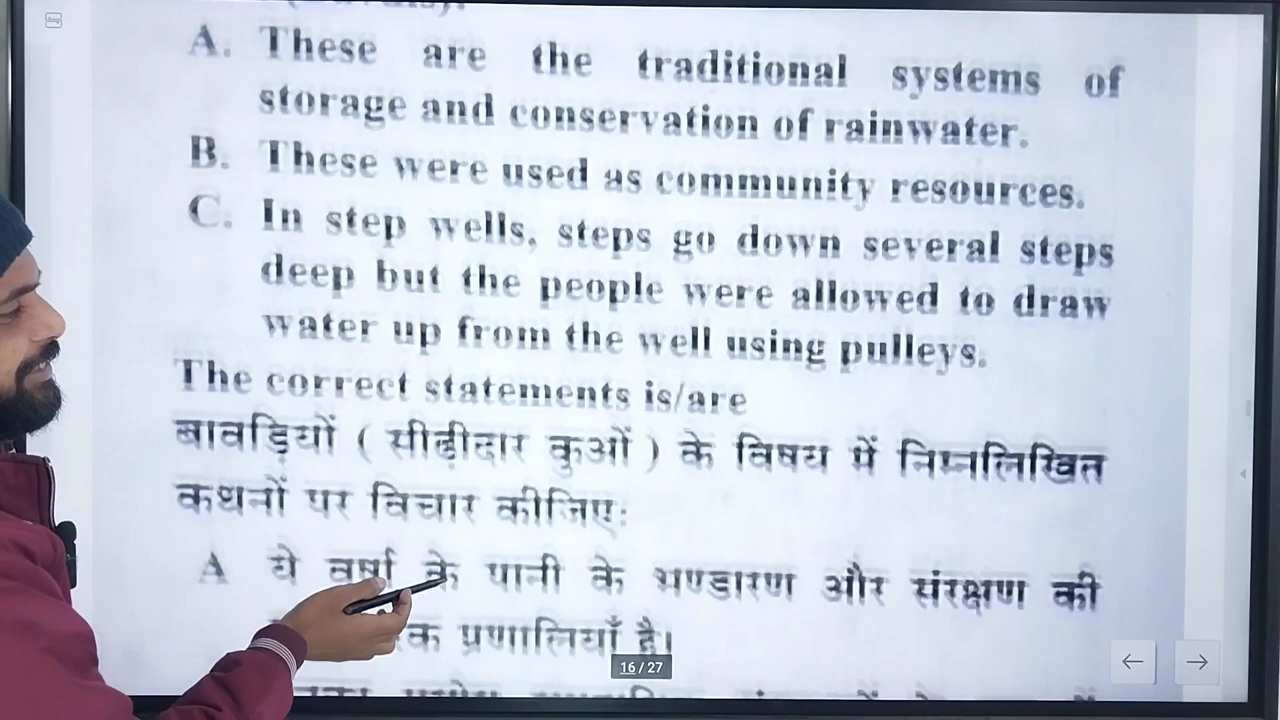 A. These are the traditional systems of
storage and conservation of rainwater.
B. These were used as community resources.
C. In step wells, steps go down several steps
deep but the people were allowed to draw
water up from the well using pulleys.
The correct statements is/are
बावड़ियों ( सीढ़ीदार कुओं ) के विषय में निम्नलिखित
कथनों पर विचार कीजिएः
A ये वर्षा के पानी के भण्डारण और संरक्षण की
प्रणालियाँ है।
16 / 27